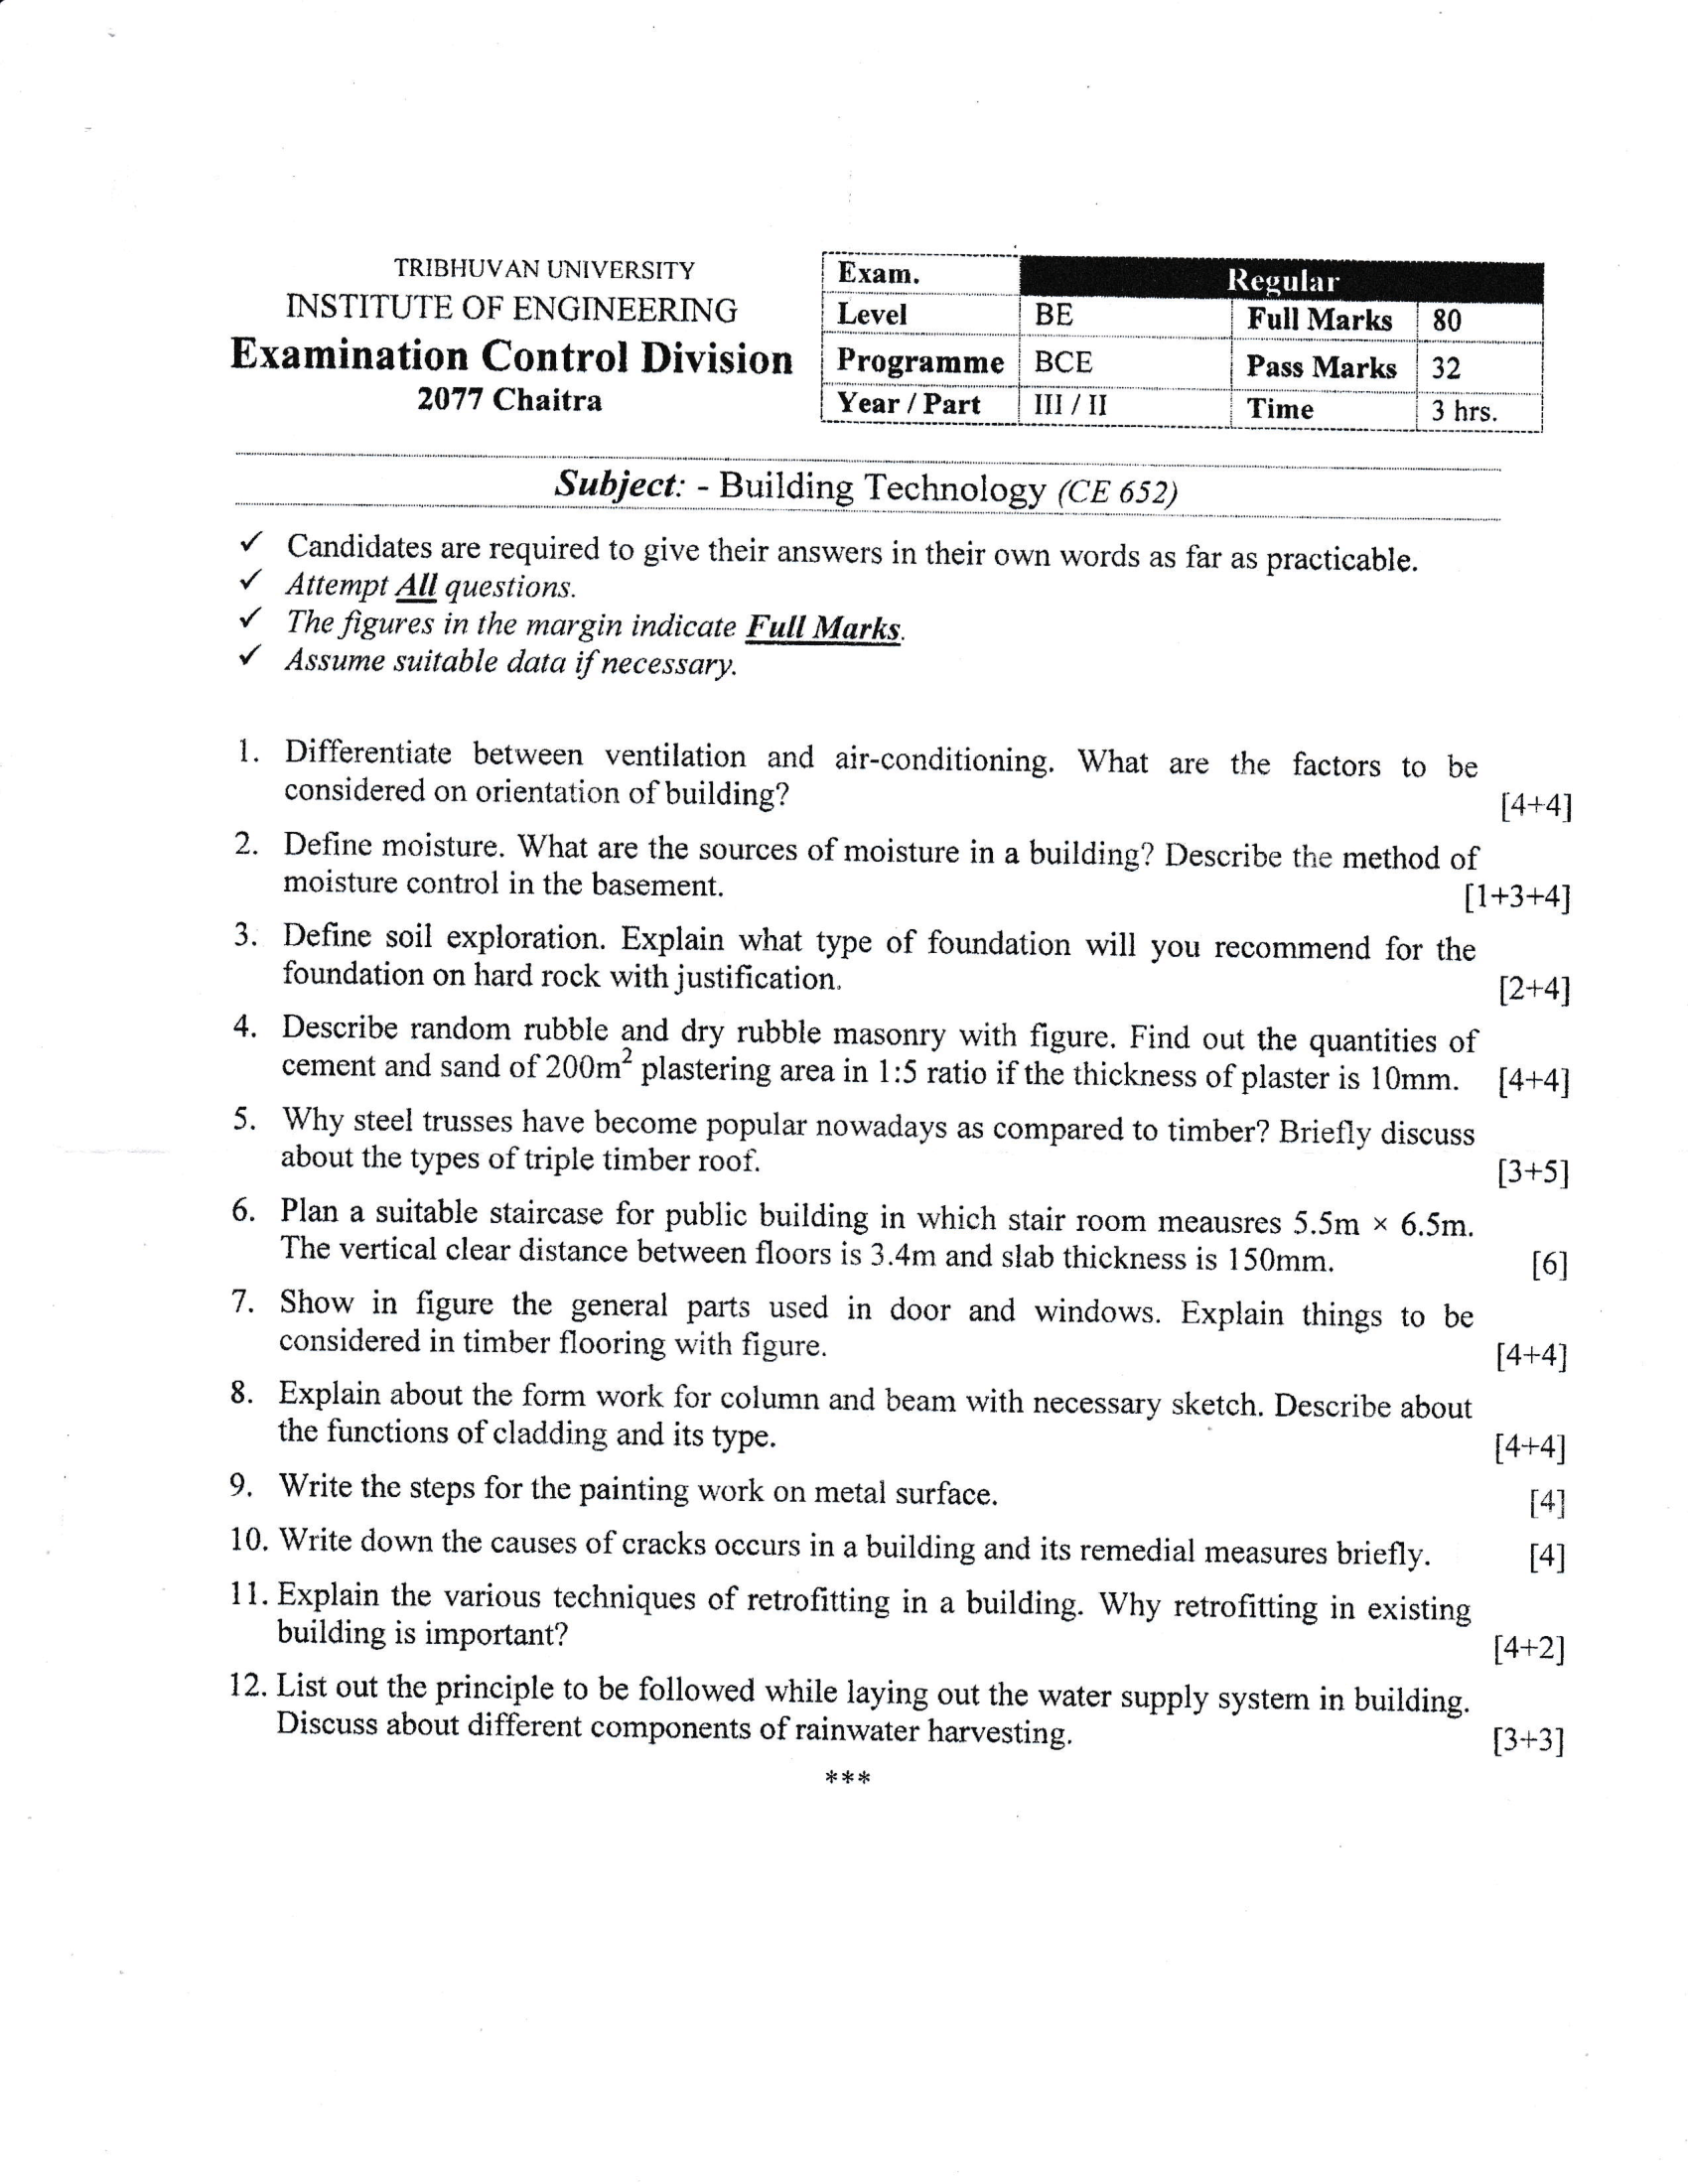 TRIBHUVAN UNIVERSITY
INSTITUTE OF ENGINEERING
Examination Control Division
2077 Chaitra
Exam. Regular
Level BE Full Marks 80
Programme BCE Pass Marks 32
Year / Part III / II Time 3 hrs.
Subject: - Building Technology (CE 652)
✓ Candidates are required to give their answers in their own words as far as practicable.
✓ Attempt All questions.
✓ The figures in the margin indicate Full Marks.
✓ Assume suitable data if necessary.
1. Differentiate between ventilation and air-conditioning. What are the factors to be
considered on orientation of building? [4+4]
2. Define moisture. What are the sources of moisture in a building? Describe the method of
moisture control in the basement. [1+3+4]
3. Define soil exploration. Explain what type of foundation will you recommend for the
foundation on hard rock with justification. [2+4]
4. Describe random rubble and dry rubble masonry with figure. Find out the quantities of
cement and sand of 200m² plastering area in 1:5 ratio if the thickness of plaster is 10mm. [4+4]
5. Why steel trusses have become popular nowadays as compared to timber? Briefly discuss
about the types of triple timber roof. [3+5]
6. Plan a suitable staircase for public building in which stair room meausres 5.5m × 6.5m.
The vertical clear distance between floors is 3.4m and slab thickness is 150mm. [6]
7. Show in figure the general parts used in door and windows. Explain things to be
considered in timber flooring with figure. [4+4]
8. Explain about the form work for column and beam with necessary sketch. Describe about
the functions of cladding and its type. [4+4]
9. Write the steps for the painting work on metal surface. [4]
10. Write down the causes of cracks occurs in a building and its remedial measures briefly. [4]
11. Explain the various techniques of retrofitting in a building. Why retrofitting in existing
building is important? [4+2]
12. List out the principle to be followed while laying out the water supply system in building.
Discuss about different components of rainwater harvesting. [3+3]
***